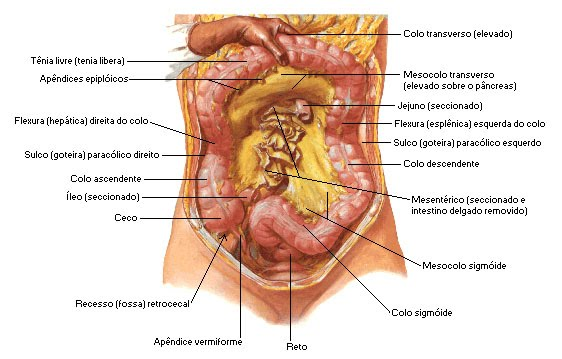 Colo transverso (elevado)
Tênia livre (tenia libera)
Apêndices epiplóicos
Mesocolo transverso
(elevado sobre o pâncreas)
Jejuno (seccionado)
Flexura (hepática) direita do colo
Flexura (esplênica) esquerda do colo
Sulco (goteira) paracólico esquerdo
Sulco (goteira) paracólico direito
Colo descendente
Colo ascendente
Íleo (seccionado)
Mesentérico (seccionado e
intestino delgado removido)
Ceco
Mesocolo sigmóide
Recesso (fossa) retrocecal
Colo sigmóide
Apêndice vermiforme
Reto